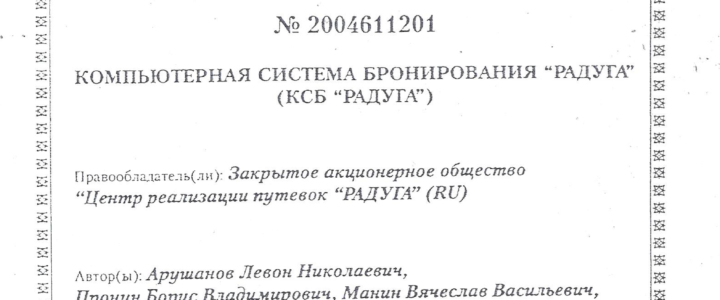 № 2004611201
КОМПЬЮТЕРНАЯ СИСТЕМА БРОНИРОВАНИЯ “РАДУГА”
(КСБ “РАДУГА”)
Правообладатель(ли): Закрытое акционерное общество
“Центр реализации путевок “РАДУГА” (RU)
Автор(ы): Арушанов Левон Николаевич,
Пронин Борис Владимирович, Манин Вячеслав Васильевич,